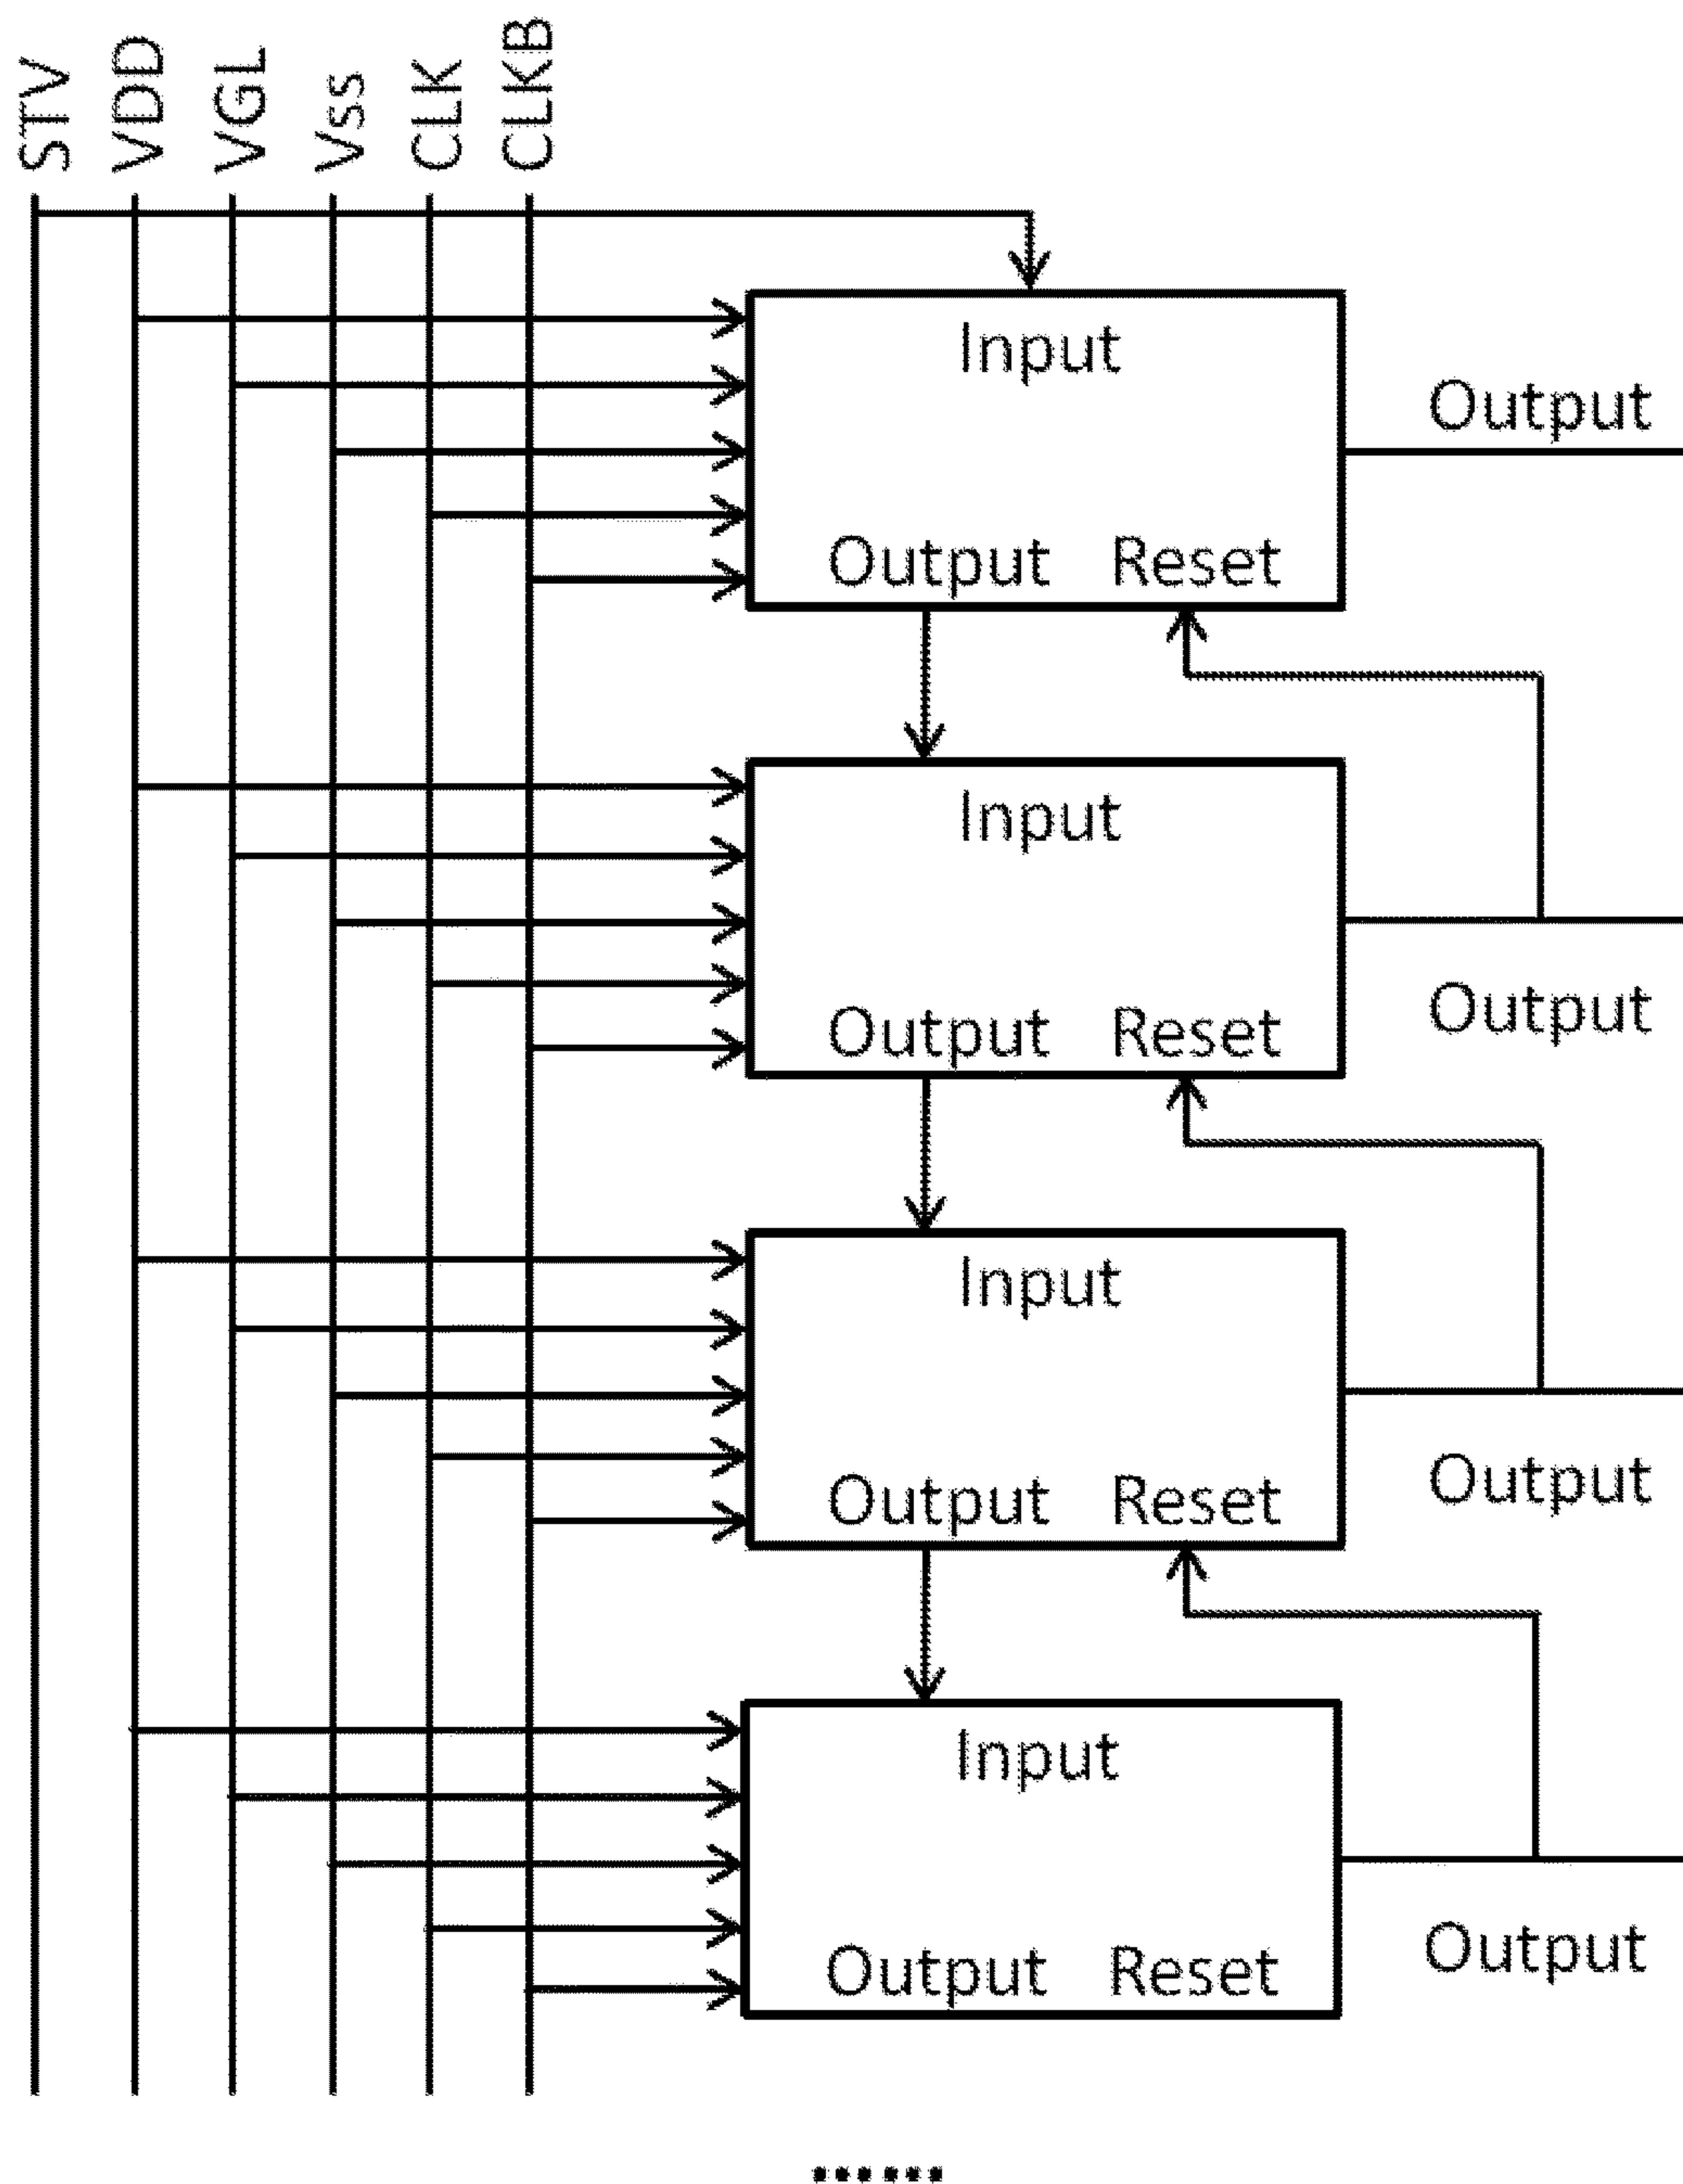 STV
VDD
VGL
Vss
CLK
CLKB
Input
Output
Output Reset
Input
Output Reset
Output
Input
Output Reset
Output
Input
Output Reset
Output
......